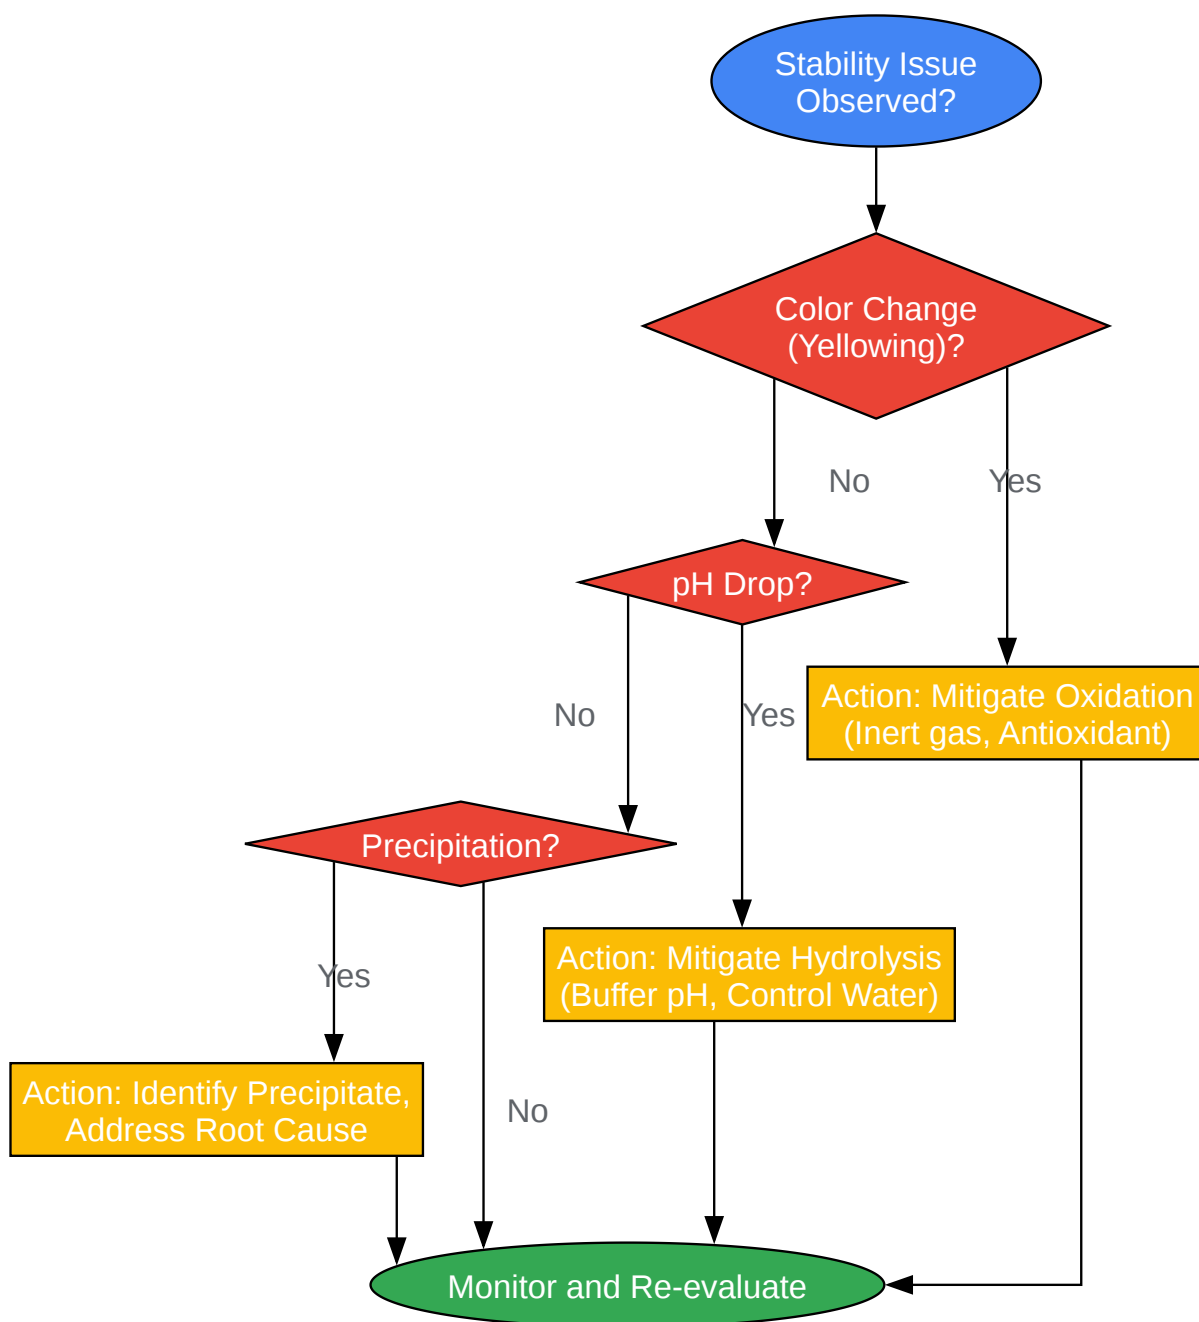 Stability Issue
Observed?
Color Change
(Yellowing)?
No
Yes
pH Drop?
No
Yes
Action: Mitigate Oxidation
(Inert gas, Antioxidant)
Precipitation?
Action: Mitigate Hydrolysis
(Buffer pH, Control Water)
Yes
Action: Identify Precipitate,
Address Root Cause
No
Monitor and Re-evaluate